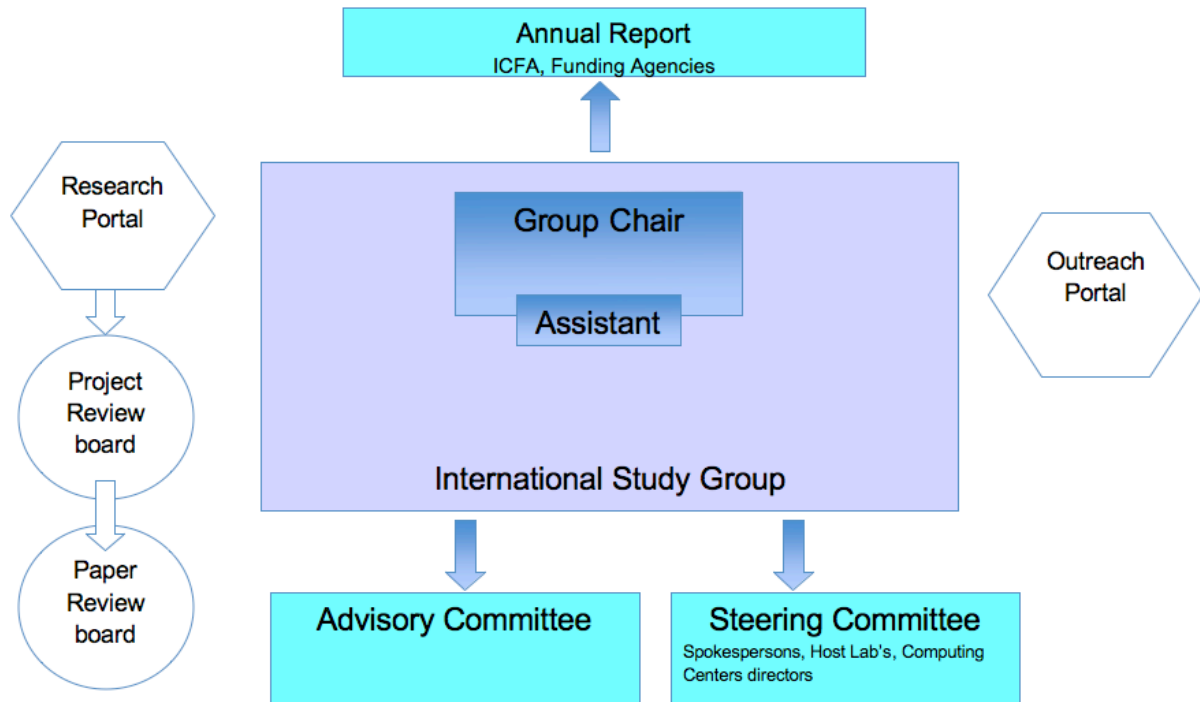 Annual Report
ICFA, Funding Agencies
Research
Portal
Group Chair
Assistant
Outreach
Portal
Project
Review
board
International Study Group
Paper
Review
board
Advisory Committee
Steering Committee
Spokespersons, Host Lab's, Computing
Centers directors